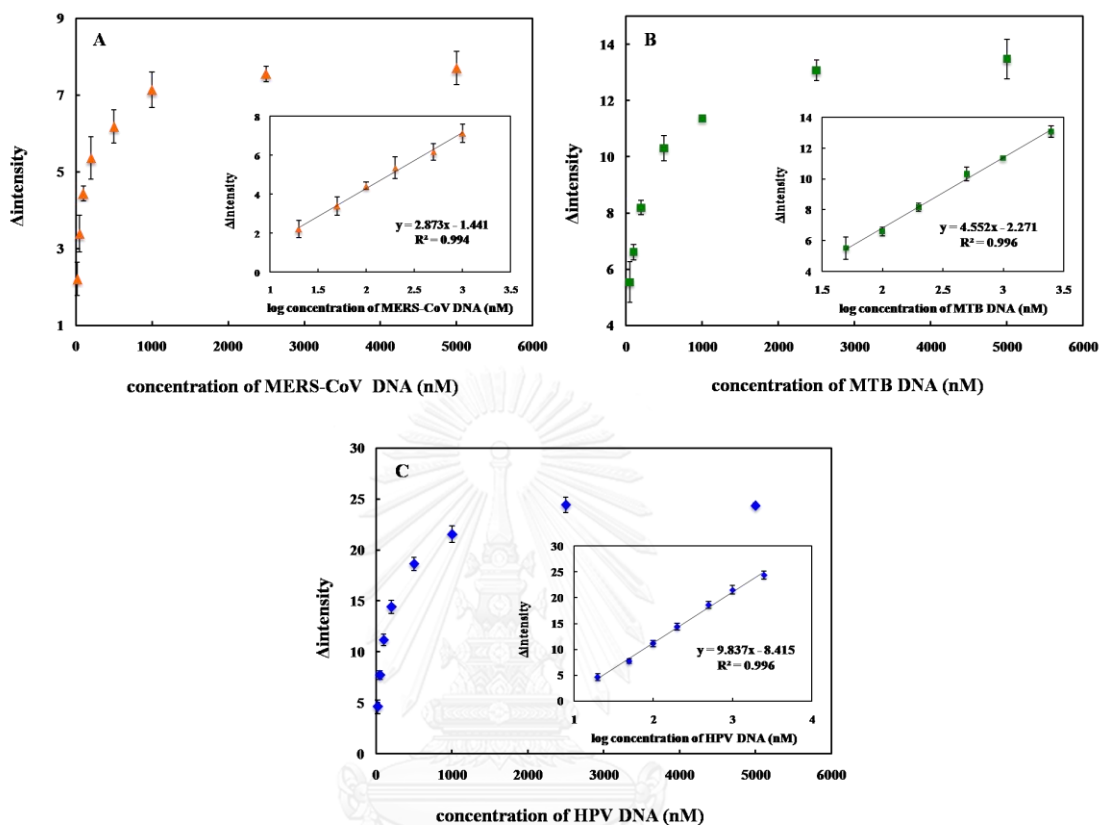 A
Δintensity
9
7
5
3
1
0 1000 2000 3000 4000 5000 6000
concentration of MERS-CoV DNA (nM)
Δintensity
8
6
4
2
0
1 1.5 2 2.5 3 3.5
log concentration of MERS-CoV DNA (nM)
y = 2.873x - 1.441
R² = 0.994
B
Δintensity
14
12
10
8
6
4
0 1000 2000 3000 4000 5000 6000
concentration of MTB DNA (nM)
Δintensity
14
12
10
8
6
4
1.5 2 2.5 3 3.5
log concentration of MTB DNA (nM)
y = 4.552x - 2.271
R² = 0.996
C
Δintensity
30
25
20
15
10
5
0
0 1000 2000 3000 4000 5000 6000
concentration of HPV DNA (nM)
Δintensity
30
25
20
15
10
5
0
1 2 3 4
log concentration of HPV DNA (nM)
y = 9.837x - 8.415
R² = 0.996